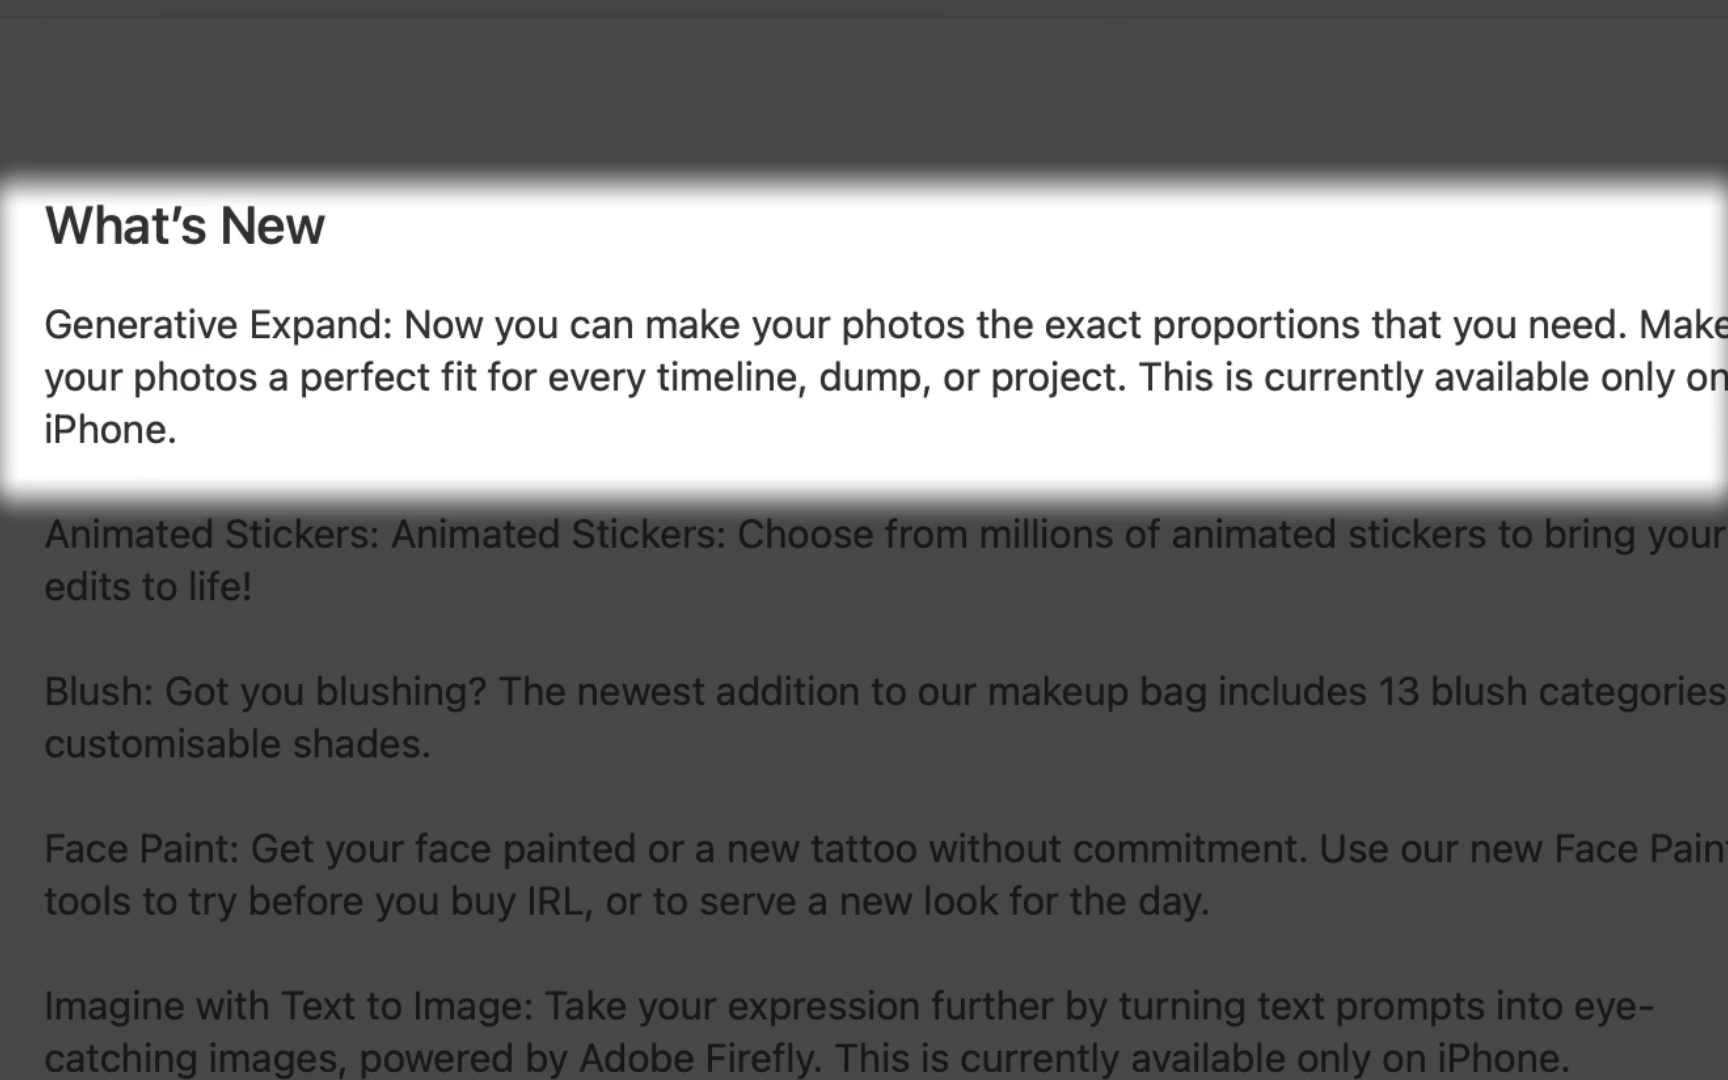 What's New
Generative Expand: Now you can make your photos the exact proportions that you need. Make
your photos a perfect fit for every timeline, dump, or project. This is currently available only on
iPhone.
Animated Stickers: Animated Stickers: Choose from millions of animated stickers to bring your
edits to life!
Blush: Got you blushing? The newest addition to our makeup bag includes 13 blush categories
customisable shades.
Face Paint: Get your face painted or a new tattoo without commitment. Use our new Face Paint
tools to try before you buy IRL, or to serve a new look for the day.
Imagine with Text to Image: Take your expression further by turning text prompts into eye-
catching images, powered by Adobe Firefly. This is currently available only on iPhone.